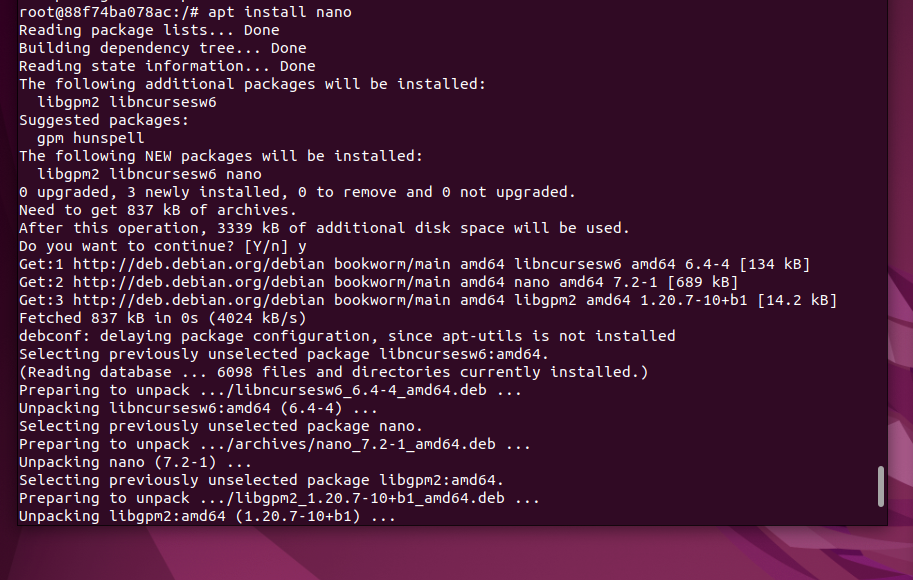 root@88f74ba078ac:/# apt install nano
Reading package lists... Done
Building dependency tree... Done
Reading state information... Done
The following additional packages will be installed:
  libgpm2 libncursesw6
Suggested packages:
  gpm hunspell
The following NEW packages will be installed:
  libgpm2 libncursesw6 nano
0 upgraded, 3 newly installed, 0 to remove and 0 not upgraded.
Need to get 837 kB of archives.
After this operation, 3339 kB of additional disk space will be used.
Do you want to continue? [Y/n] y
Get:1 http://deb.debian.org/debian bookworm/main amd64 libncursesw6 amd64 6.4-4 [134 kB]
Get:2 http://deb.debian.org/debian bookworm/main amd64 nano amd64 7.2-1 [689 kB]
Get:3 http://deb.debian.org/debian bookworm/main amd64 libgpm2 amd64 1.20.7-10+b1 [14.2 kB]
Fetched 837 kB in 0s (4024 kB/s)
debconf: delaying package configuration, since apt-utils is not installed
Selecting previously unselected package libncursesw6:amd64.
(Reading database ... 6098 files and directories currently installed.)
Preparing to unpack .../libncursesw6_6.4-4_amd64.deb ...
Unpacking libncursesw6:amd64 (6.4-4) ...
Selecting previously unselected package nano.
Preparing to unpack .../archives/nano_7.2-1_amd64.deb ...
Unpacking nano (7.2-1) ...
Selecting previously unselected package libgpm2:amd64.
Preparing to unpack .../libgpm2_1.20.7-10+b1_amd64.deb ...
Unpacking libgpm2:amd64 (1.20.7-10+b1) ...